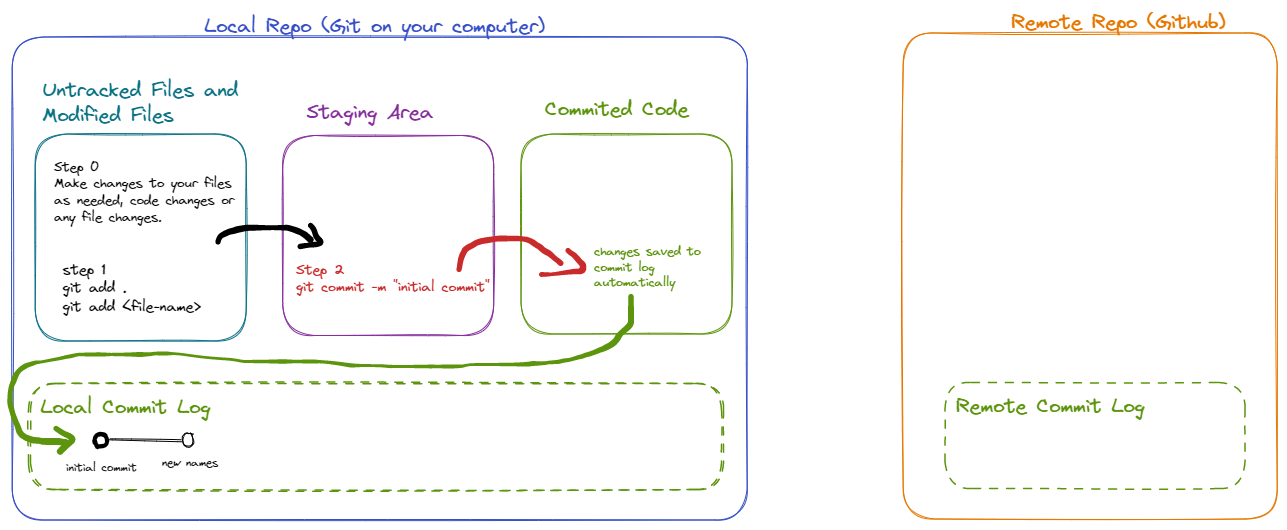 Local Repo (Git on your computer)
Remote Repo (Github)
Untracked Files and
Modified Files
Staging Area
Commited Code
Step 0
Make changes to your files
as needed, code changes or
any file changes.
step 1
git add .
git add <file-name>
Step 2
git commit -m "initial commit"
changes saved to
commit log
automatically
Local Commit Log
initial commit
new names
Remote Commit Log